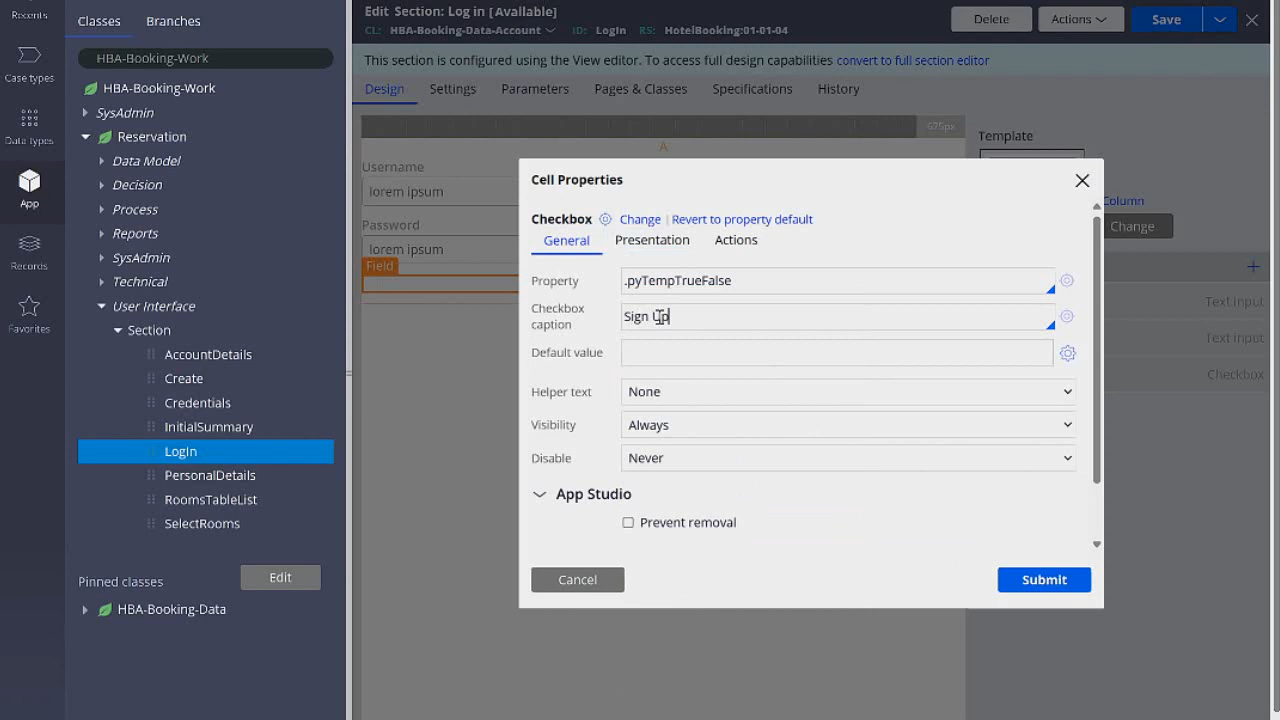 Recents
Case types
Data types
App
Records
Favorites
Classes
Branches
HBA-Booking-Work
HBA-Booking-Work
SysAdmin
Reservation
Data Model
Decision
Process
Reports
SysAdmin
Technical
User Interface
Section
AccountDetails
Create
Credentials
InitialSummary
LogIn
PersonalDetails
RoomsTableList
SelectRooms
Pinned classes
Edit
HBA-Booking-Data
Edit Section: Log in [Available]
CL: HBA-Booking-Data-Account ID: LogIn RS: HotelBooking:01-01-04
Delete
Actions
Save
This section is configured using the View editor. To access full design capabilities convert to full section editor
Design
Settings
Parameters
Pages & Classes
Specifications
History
675px
A
Username
lorem ipsum
Password
lorem ipsum
Field
Template
Column
Change
Text input
Text input
Checkbox
Cell Properties
Checkbox Change | Revert to property default
General
Presentation
Actions
Property .pyTempTrueFalse
Checkbox caption Sign Up
Default value
Helper text None
Visibility Always
Disable Never
App Studio
Prevent removal
Cancel
Submit